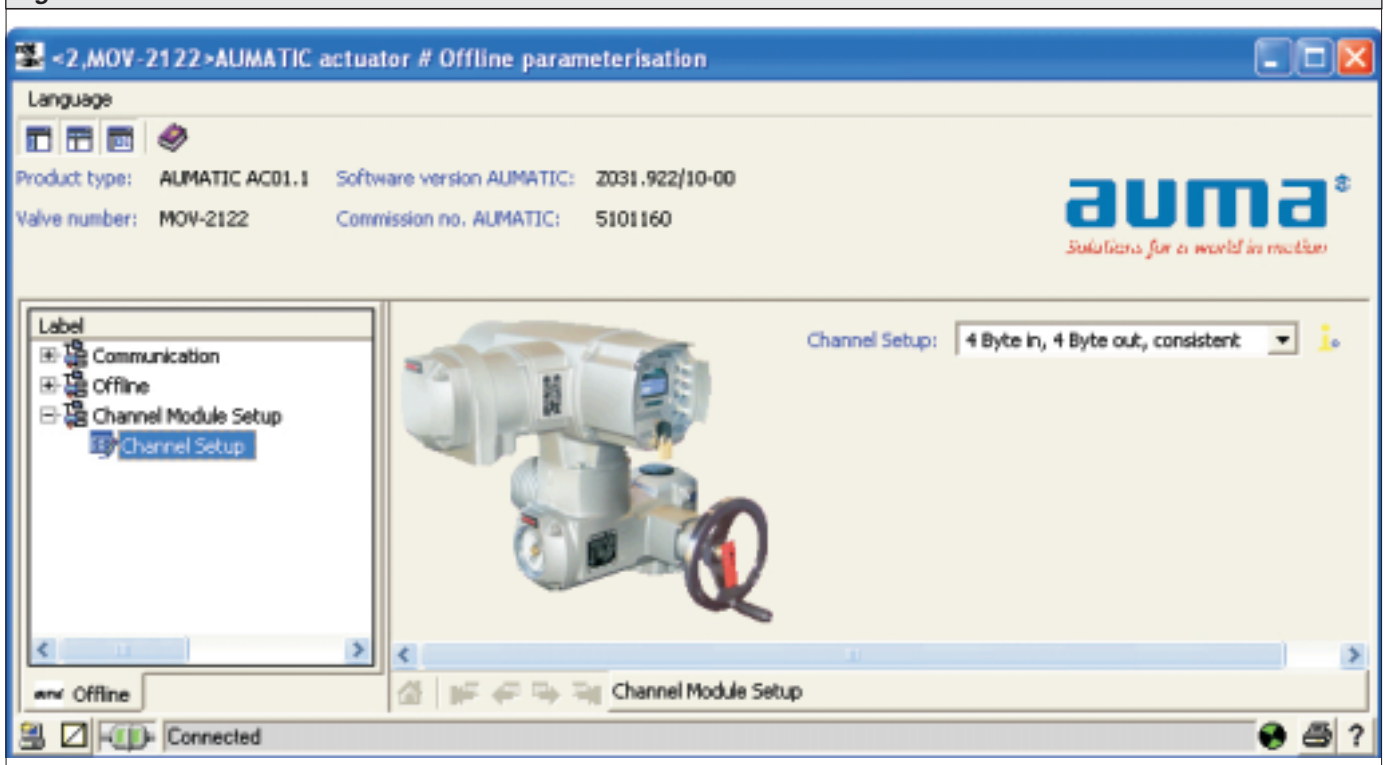 <2,MOV-2122>AUMATIC actuator # Offline parameterisation
Language
Product type: AUMATIC AC01.1 Software version AUMATIC: Z031.922/10-00
Valve number: MOV-2122 Commission no. AUMATIC: 5101160
auma
Solutions for a world in motion
Label
Communication
Offline
Channel Module Setup
Channel Setup
Channel Setup: 4 Byte in, 4 Byte out, consistent
Offline
Channel Module Setup
Connected